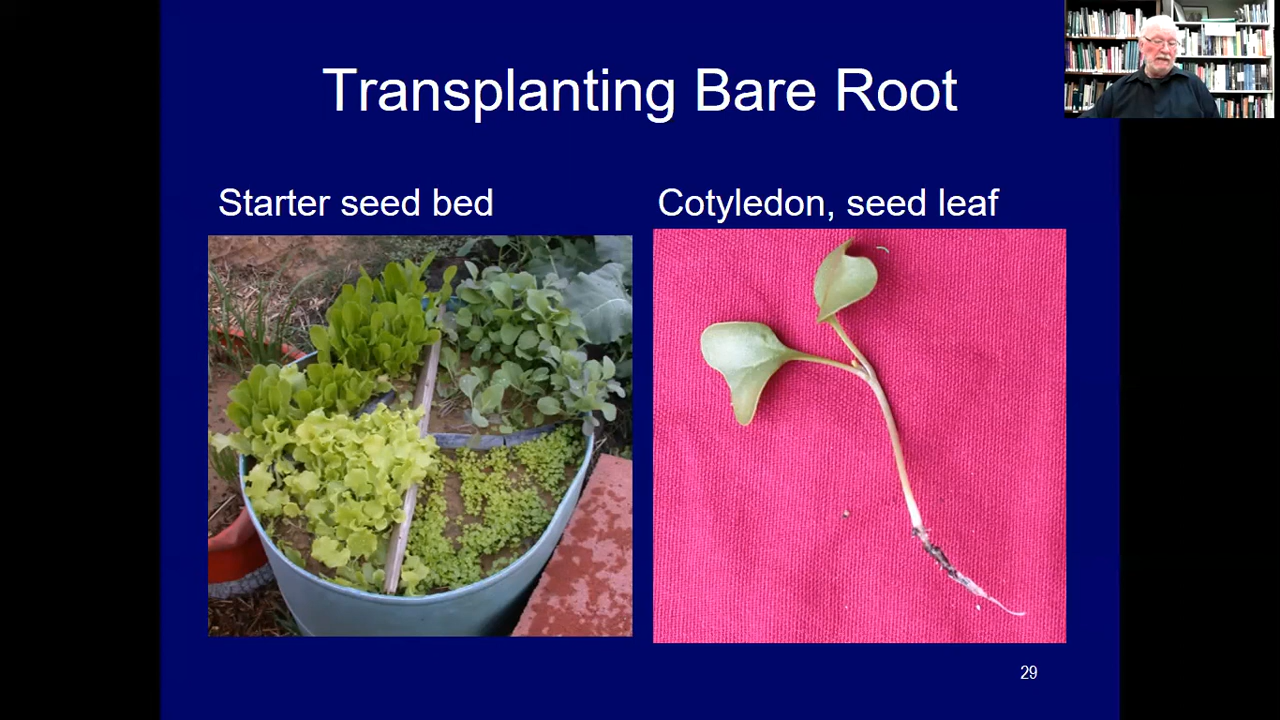 Transplanting Bare Root
Starter seed bed
Cotyledon, seed leaf
29